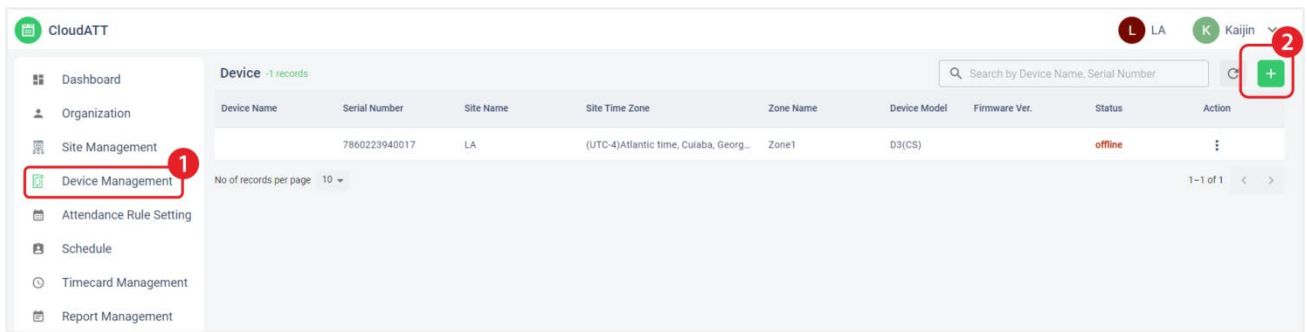 CloudATT
L LA K Kaijin
2
Dashboard
Organization
Site Management
1
Device Management
Attendance Rule Setting
Schedule
Timecard Management
Report Management
Device -1 records
Search by Device Name, Serial Number
Device Name Serial Number Site Name Site Time Zone Zone Name Device Model Firmware Ver. Status Action
7860223940017 LA (UTC-4)Atlantic time, Cuiaba, Georg... Zone1 D3(CS) offline
No of records per page 10 1-1 of 1